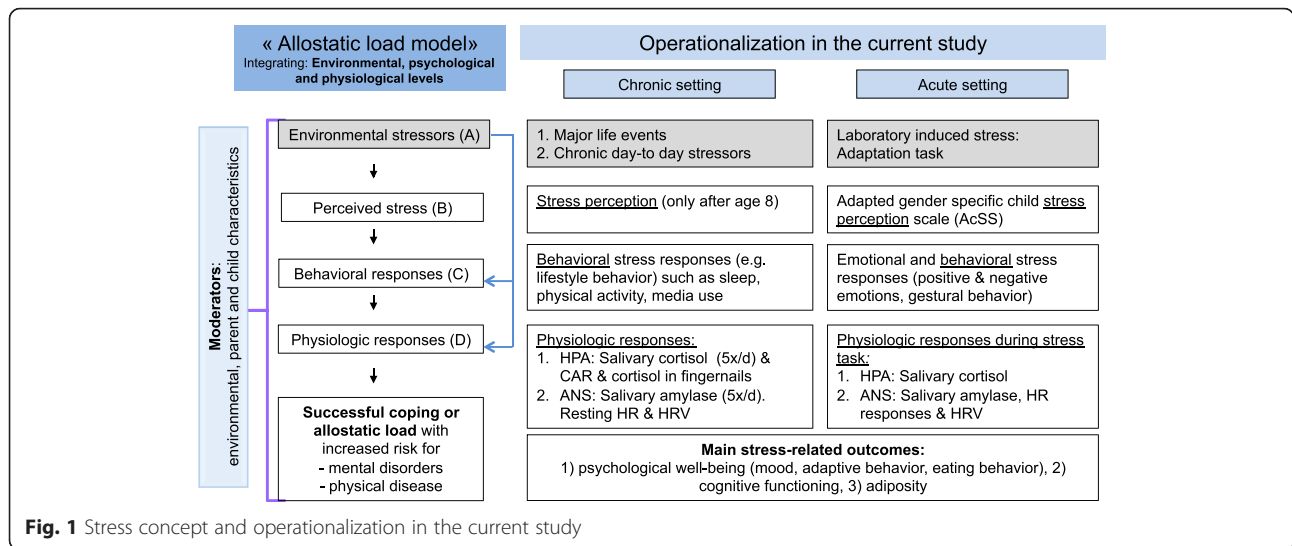 « Allostatic load model»
Integrating: Environmental, psychological
and physiological levels
Operationalization in the current study
Chronic setting
Acute setting
Moderators:
environmental, parent and child characteristics
Environmental stressors (A)
1. Major life events
2. Chronic day-to day stressors
Laboratory induced stress:
Adaptation task
Perceived stress (B)
Stress perception (only after age 8)
Adapted gender specific child stress
perception scale (AcSS)
Behavioral responses (C)
Behavioral stress responses (e.g.
lifestyle behavior) such as sleep,
physical activity, media use
Emotional and behavioral stress
responses (positive & negative
emotions, gestural behavior)
Physiologic responses (D)
Physiologic responses:
1. HPA: Salivary cortisol (5x/d) &
CAR & cortisol in fingernails
2. ANS: Salivary amylase (5x/d).
Resting HR & HRV
Physiologic responses during stress
task:
1. HPA: Salivary cortisol
2. ANS: Salivary amylase, HR
responses & HRV
Successful coping or
allostatic load with
increased risk for
- mental disorders
- physical disease
Main stress-related outcomes:
1) psychological well-being (mood, adaptive behavior, eating behavior), 2)
cognitive functioning, 3) adiposity
Fig. 1 Stress concept and operationalization in the current study